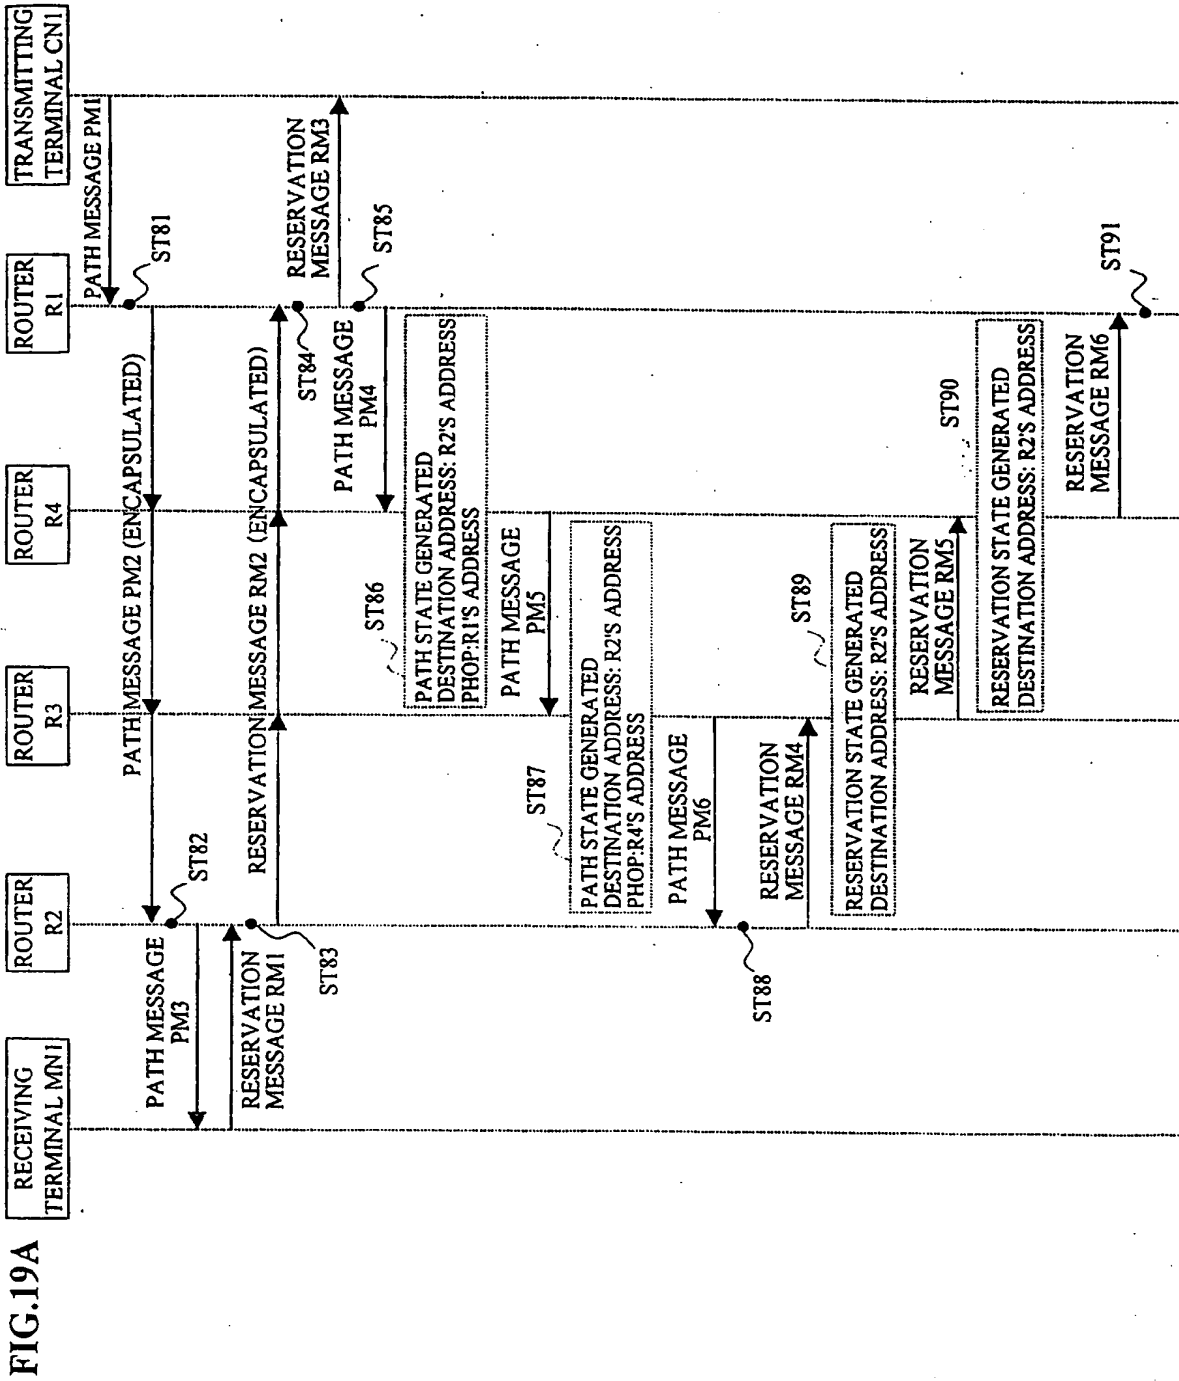 FIG.19A
RECEIVING
TERMINAL MN1
ROUTER
R2
ROUTER
R3
ROUTER
R4
ROUTER
R1
TRANSMITTING
TERMINAL CN1
PATH MESSAGE PM1
ST81
PATH MESSAGE PM2 (ENCAPSULATED)
ST82
PATH MESSAGE
PM3
RESERVATION
MESSAGE RM1
ST83
RESERVATION MESSAGE RM2 (ENCAPSULATED)
ST84
RESERVATION
MESSAGE RM3
ST85
PATH MESSAGE
PM4
ST86
PATH STATE GENERATED
DESTINATION ADDRESS: R2'S ADDRESS
PHOP:R1'S ADDRESS
PATH MESSAGE
PM5
ST87
PATH STATE GENERATED
DESTINATION ADDRESS: R2'S ADDRESS
PHOP:R4'S ADDRESS
PATH MESSAGE
PM6
ST88
RESERVATION
MESSAGE RM4
ST89
RESERVATION STATE GENERATED
DESTINATION ADDRESS: R2'S ADDRESS
RESERVATION
MESSAGE RM5
ST90
RESERVATION STATE GENERATED
DESTINATION ADDRESS: R2'S ADDRESS
RESERVATION
MESSAGE RM6
ST91